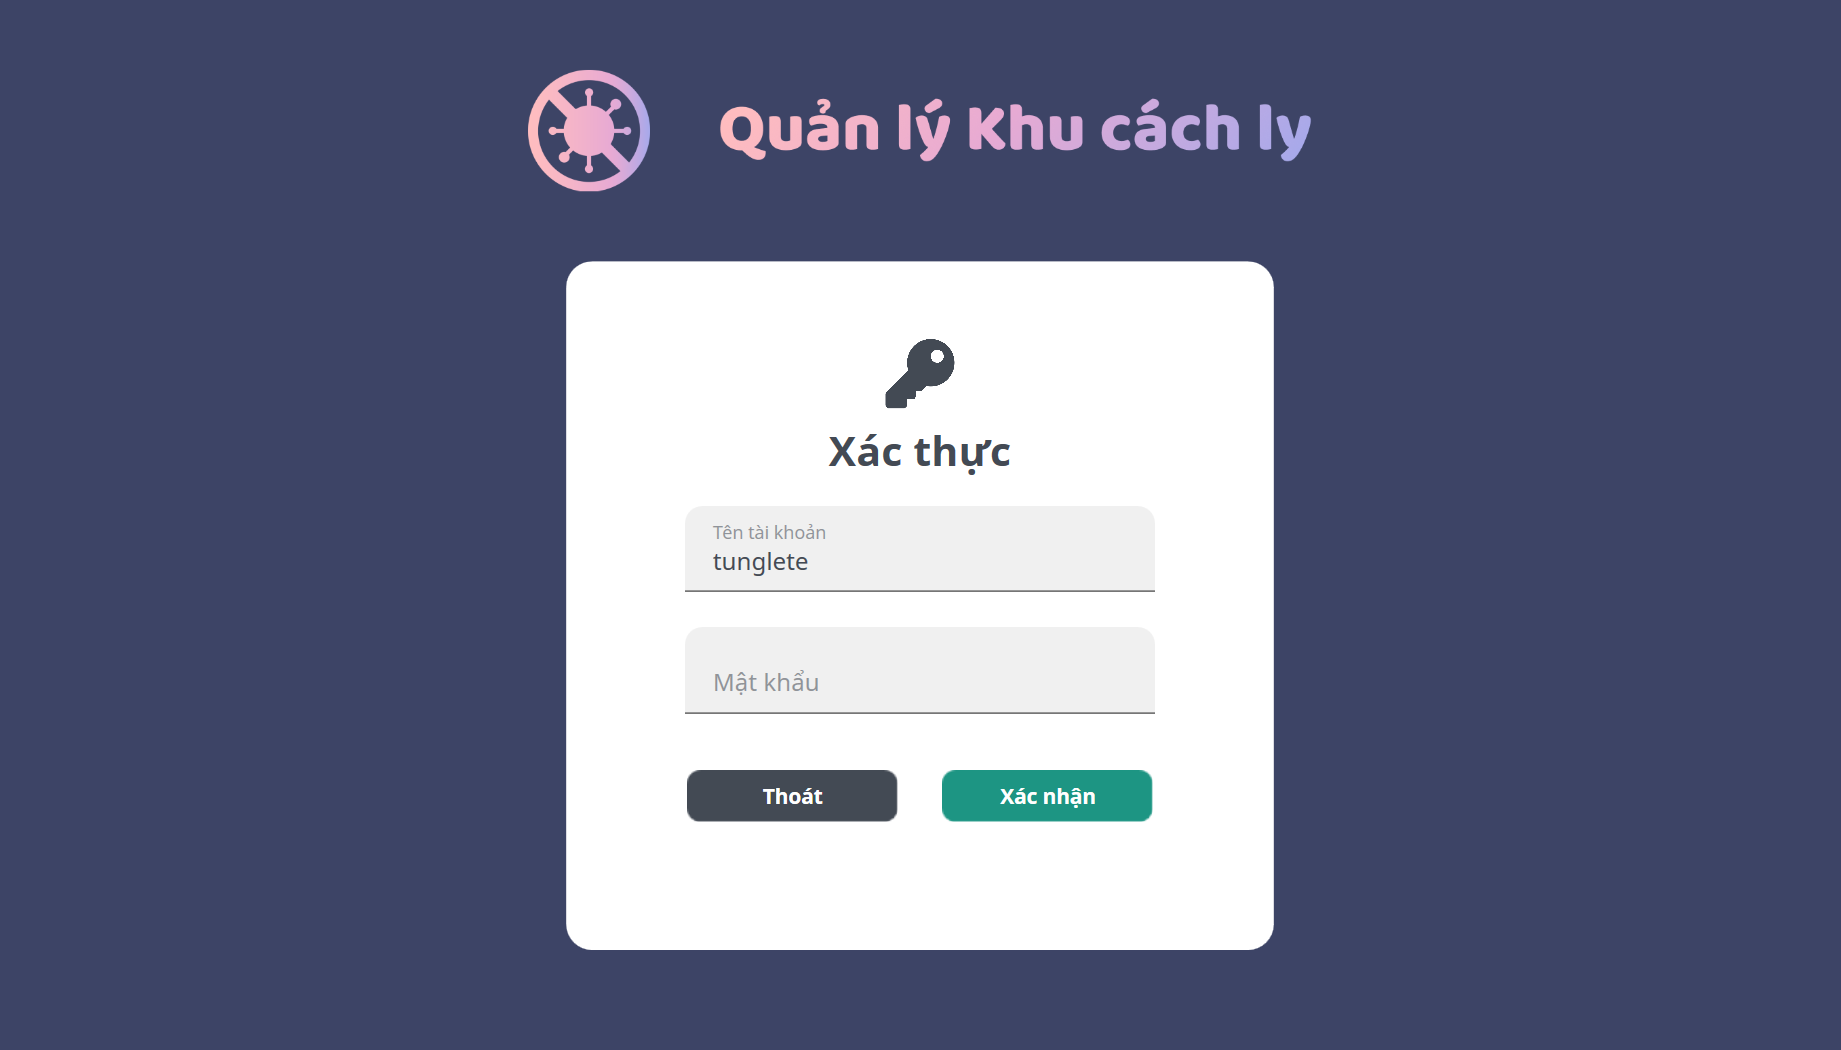 Quản lý Khu cách ly
Xác thực
Tên tài khoản
tunglete
Mật khẩu
Thoát
Xác nhận